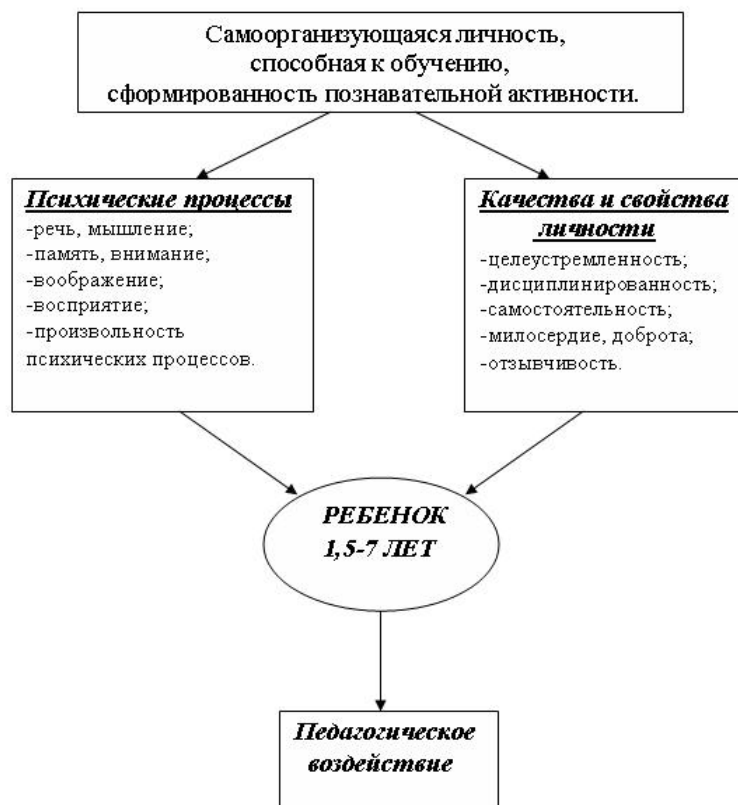 Самоорганизующаяся личность,
способная к обучению,
сформированность познавательной активности.
Психические процессы
-речь, мышление;
-память, внимание;
-воображение;
-восприятие;
-произвольность
психических процессов.
Качества и свойства
личности
-целеустремленность;
-дисциплинированность;
-самостоятельность;
-милосердие, доброта;
-отзывчивость.
РЕБЕНОК
1,5-7 ЛЕТ
Педагогическое
воздействие